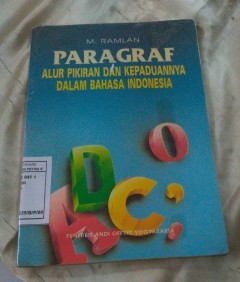 M. RAMLAN
PARAGRAF
ALUR PIKIRAN DAN KEPADUANNYA
DALAM BAHASA INDONESIA
O
A D C
PENERBIT ANDI OFFSET YOGYAKARTA